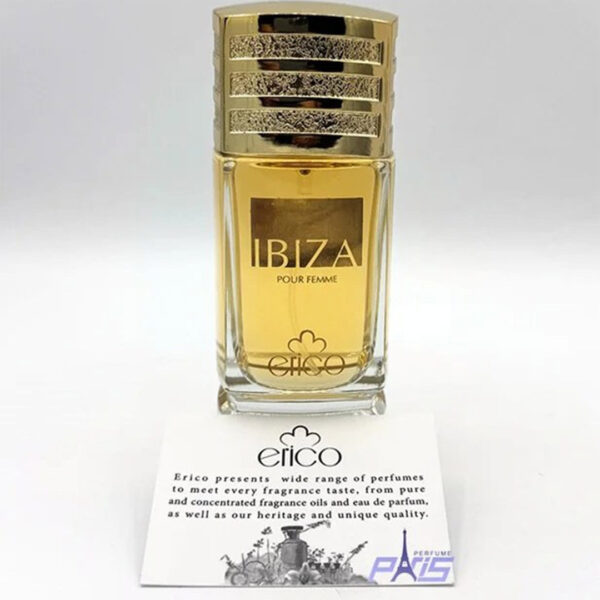 IBIZA
POUR FEMME
erico
erico
Erico presents wide range of perfumes
to meet every fragrance taste, from pure
and concentrated fragrance oils and eau de parfum,
as well as our heritage and unique quality.
PERFUME
PARIS